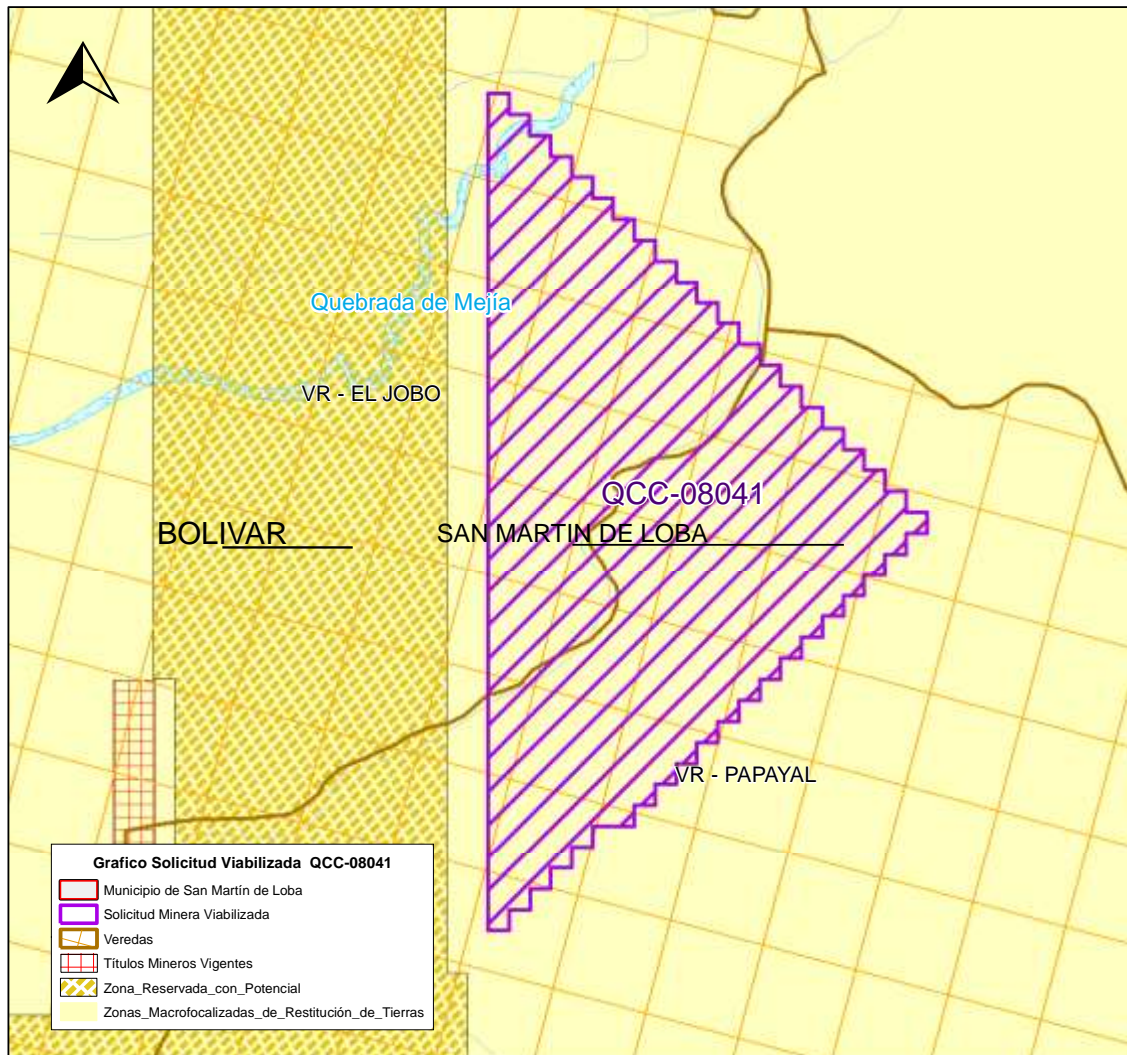 Quebrada de Mejía
VR - EL JOBO
QCC-08041
BOLIVAR
SAN MARTIN DE LOBA
VR - PAPAYAL
Grafico Solicitud Viabilizada QCC-08041
Municipio de San Martín de Loba
Solicitud Minera Viabilizada
Veredas
Títulos Mineros Vigentes
Zona_Reservada_con_Potencial
Zonas_Macrofocalizadas_de_Restitución_de_Tierras